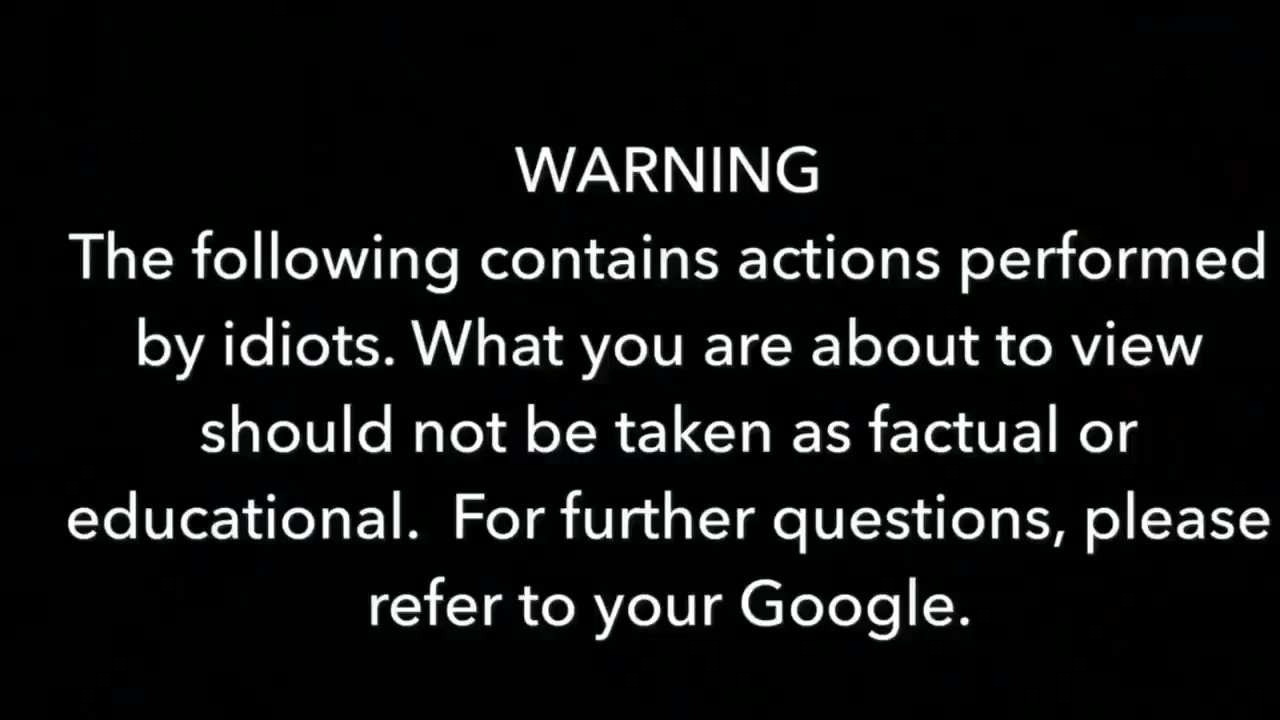 WARNING
The following contains actions performed
by idiots. What you are about to view
should not be taken as factual or
educational.  For further questions, please
refer to your Google.